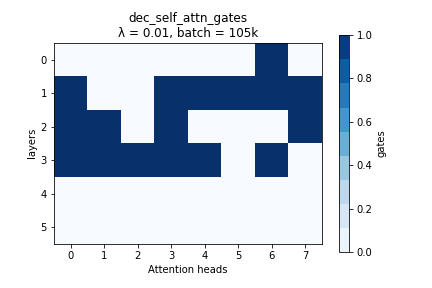 dec_self_attn_gates
λ = 0.01, batch = 105k
layers
0
1
2
3
4
5
0 1 2 3 4 5 6 7
Attention heads
1.0
0.8
0.6
0.4
0.2
0.0
gates